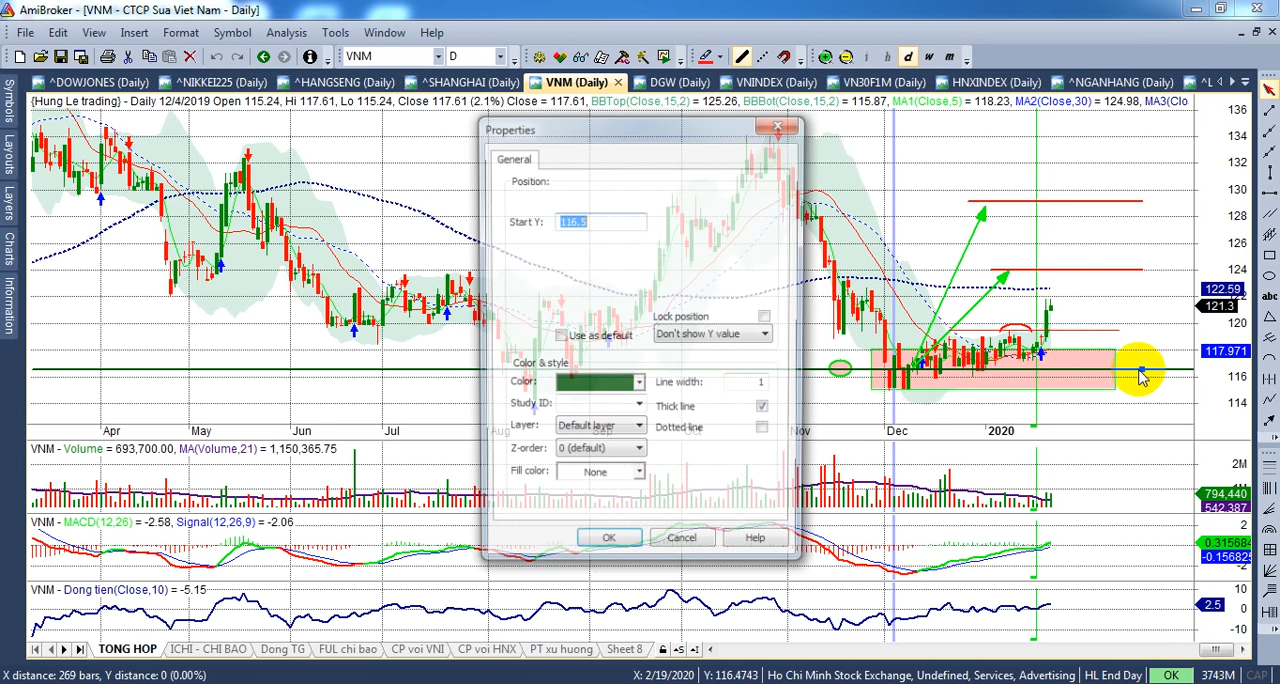 AmiBroker - [VNM - CTCP Sua Viet Nam - Daily]
File Edit View Insert Format Symbol Analysis Tools Window Help
VNM D i h d w m
^DOWJONES (Daily) ^NIKKEI225 (Daily) ^HANGSENG (Daily) ^SHANGHAI (Daily) VNM (Daily) DGW (Daily) VNINDEX (Daily) VN30F1M (Daily) HNXINDEX (Daily) ^NGANHANG (Daily) ^L
{Hung Le trading} - Daily 12/4/2019 Open 115.24, Hi 117.61, Lo 115.24, Close 117.61 (2.1%) Close = 117.61, BBTop(Close,15,2) = 125.26, BBBot(Close,15,2) = 115.87, MA1(Close,5) = 118.23, MA2(Close,30) = 124.98, MA3(Clo
Symbols
Layouts
Layers
Charts
Information
136
134
132
130
128
126
124
122.59
121.3
120
117.971
116
114
Properties
General
Position:
Start Y: 116.5
Lock position
Use as default Don't show Y value
Color & style
Color: Line width: 1
Study ID: Thick line
Layer: Default layer Dotted line
Z-order: 0 (default)
Fill color: None
OK Cancel Help
abc
Apr May Jun Jul Aug Sep Oct Nov Dec 2020
VNM - Volume = 693,700.00, MA(Volume,21) = 1,150,365.75
2M
794,440
542,387
VNM - MACD(12,26) = -2.58, Signal(12,26,9) = -2.06
2
0.315684
-0.156825
-2
VNM - Dong tien(Close,10) = -5.15
10
2.5
0
-10
TONG HOP ICHI - CHI BAO Dong TG FUL chi bao CP voi VNI CP voi HNX PT xu huong Sheet 8
X distance: 269 bars, Y distance: 0 (0.00%) X: 2/19/2020 Y: 116.4743 Ho Chi Minh Stock Exchange, Undefined, Services, Advertising HL End Day OK 3743M CAP